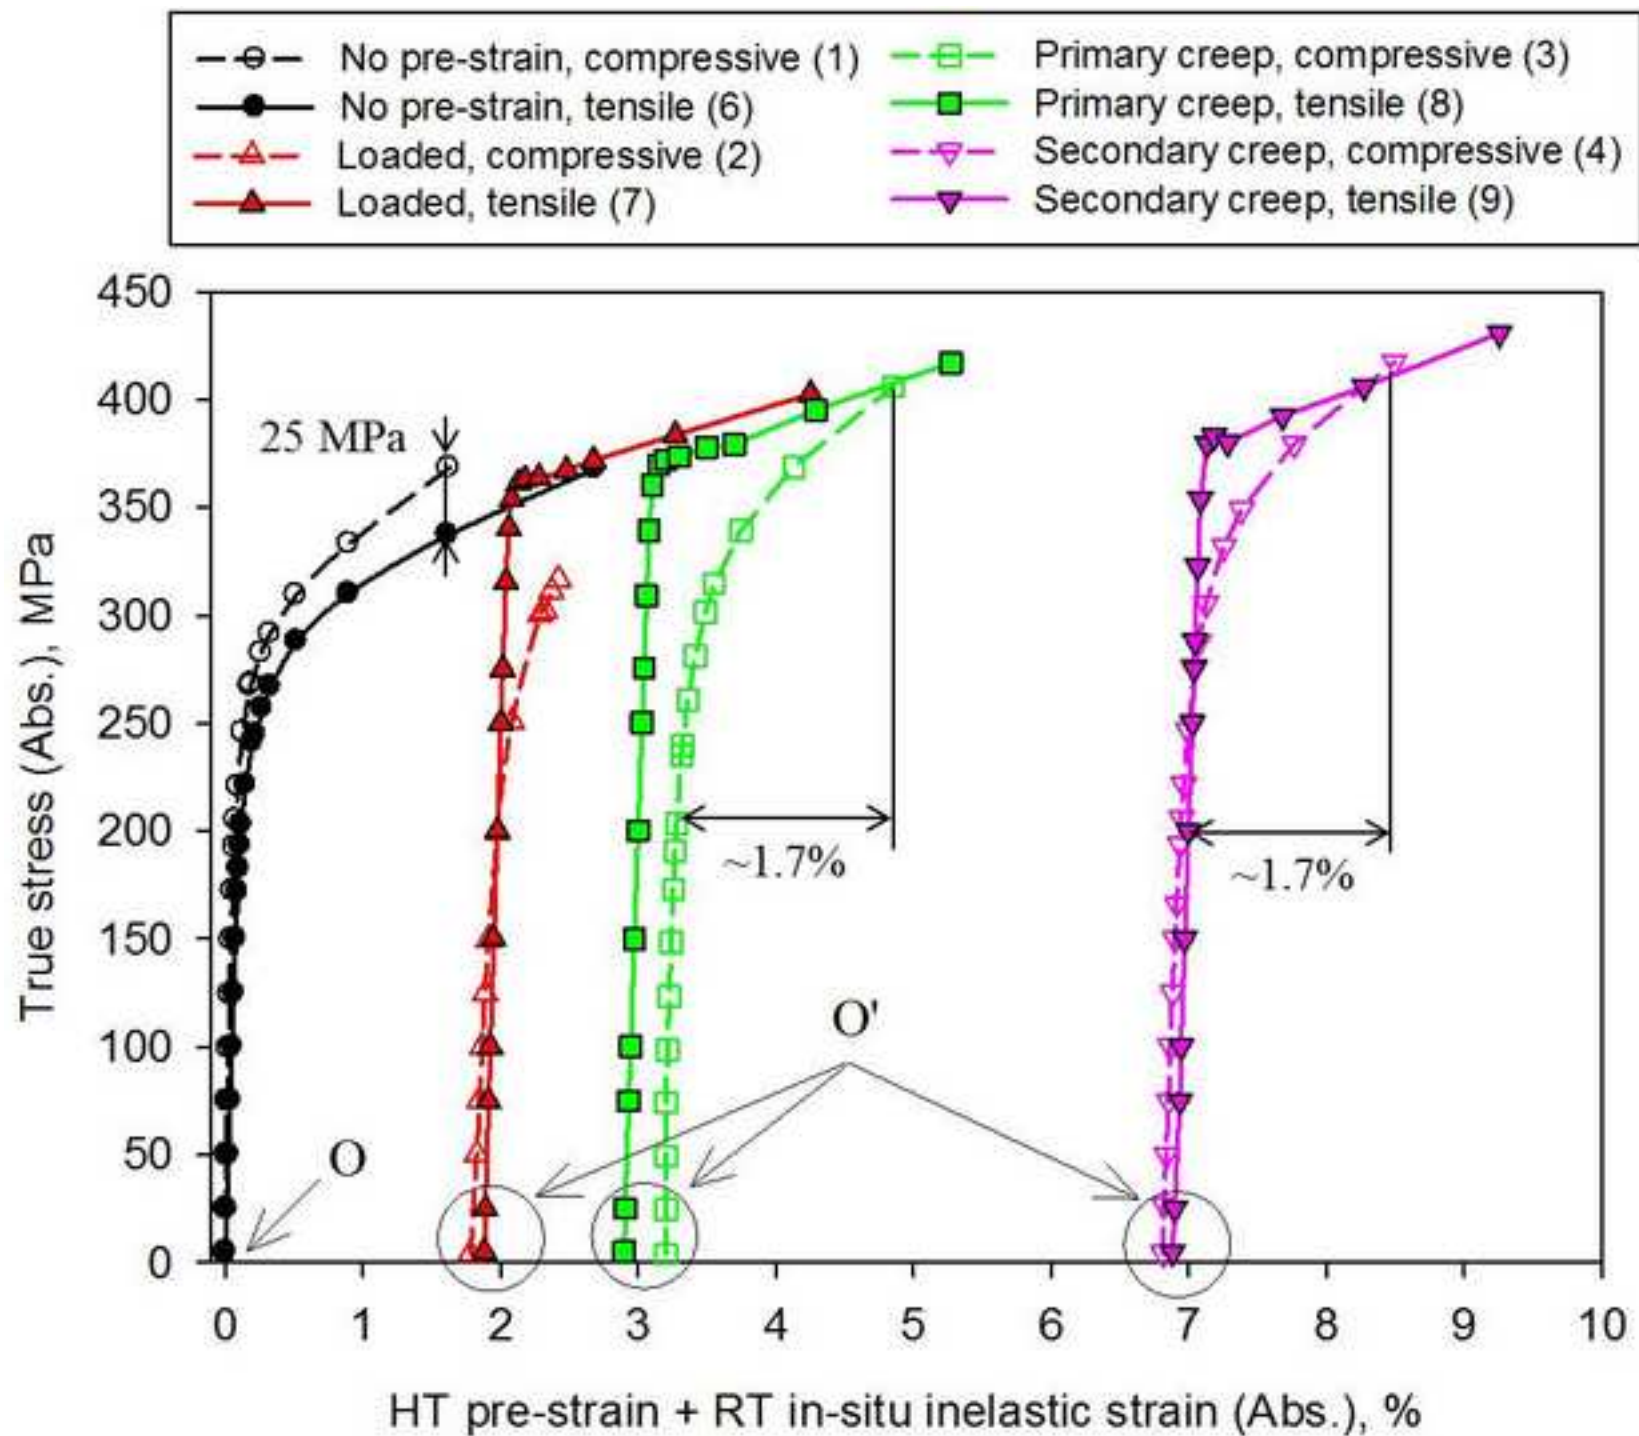 No pre-strain, compressive (1)
No pre-strain, tensile (6)
Loaded, compressive (2)
Loaded, tensile (7)
Primary creep, compressive (3)
Primary creep, tensile (8)
Secondary creep, compressive (4)
Secondary creep, tensile (9)
450
400
350
300
250
200
150
100
50
0
True stress (Abs.), MPa
25 MPa
~1.7%
~1.7%
O'
O
0 1 2 3 4 5 6 7 8 9 10
HT pre-strain + RT in-situ inelastic strain (Abs.), %